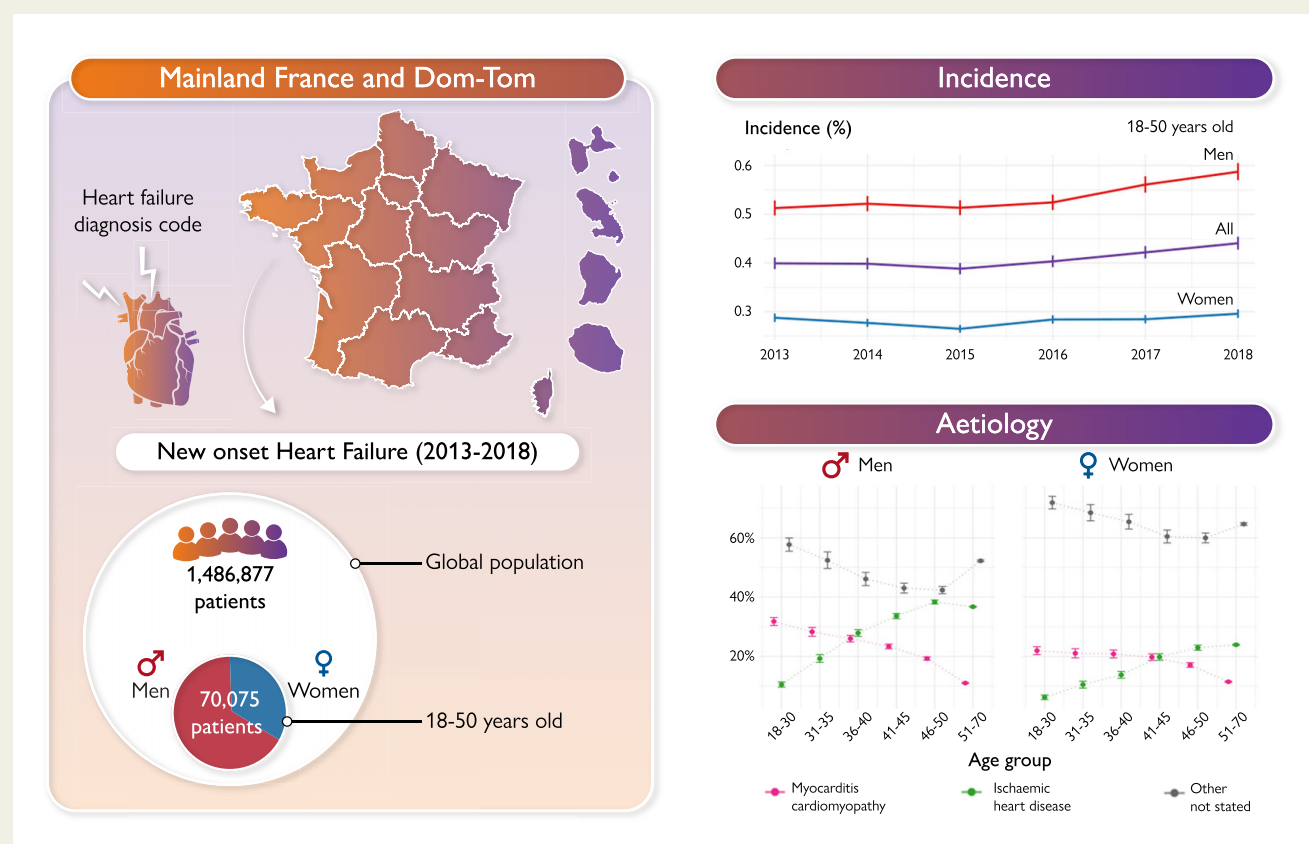 Mainland France and Dom-Tom
Heart failure
diagnosis code
New onset Heart Failure (2013-2018)
1,486,877
patients
Global population
Men
Women
70,075
patients
18-50 years old
Incidence
Incidence (%)
18-50 years old
Men
0.6
0.5
All
0.4
Women
0.3
2013 2014 2015 2016 2017 2018
Aetiology
Men
Women
60%
40%
20%
18-30 31-35 36-40 41-45 46-50 51-70
18-30 31-35 36-40 41-45 46-50 51-70
Age group
Myocarditis
cardiomyopathy
Ischaemic
heart disease
Other
not stated